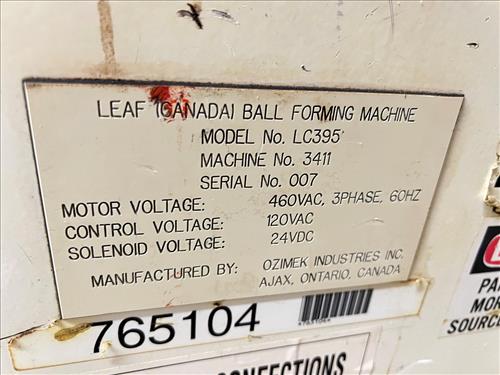 LEAF (CANADA) BALL FORMING MACHINE
MODEL No. LC395
MACHINE No. 3411
SERIAL No. 007
MOTOR VOLTAGE: 460VAC, 3PHASE, 60HZ
CONTROL VOLTAGE: 120VAC
SOLENOID VOLTAGE: 24VDC
MANUFACTURED BY: OZIMEK INDUSTRIES INC.
AJAX, ONTARIO, CANADA
765104